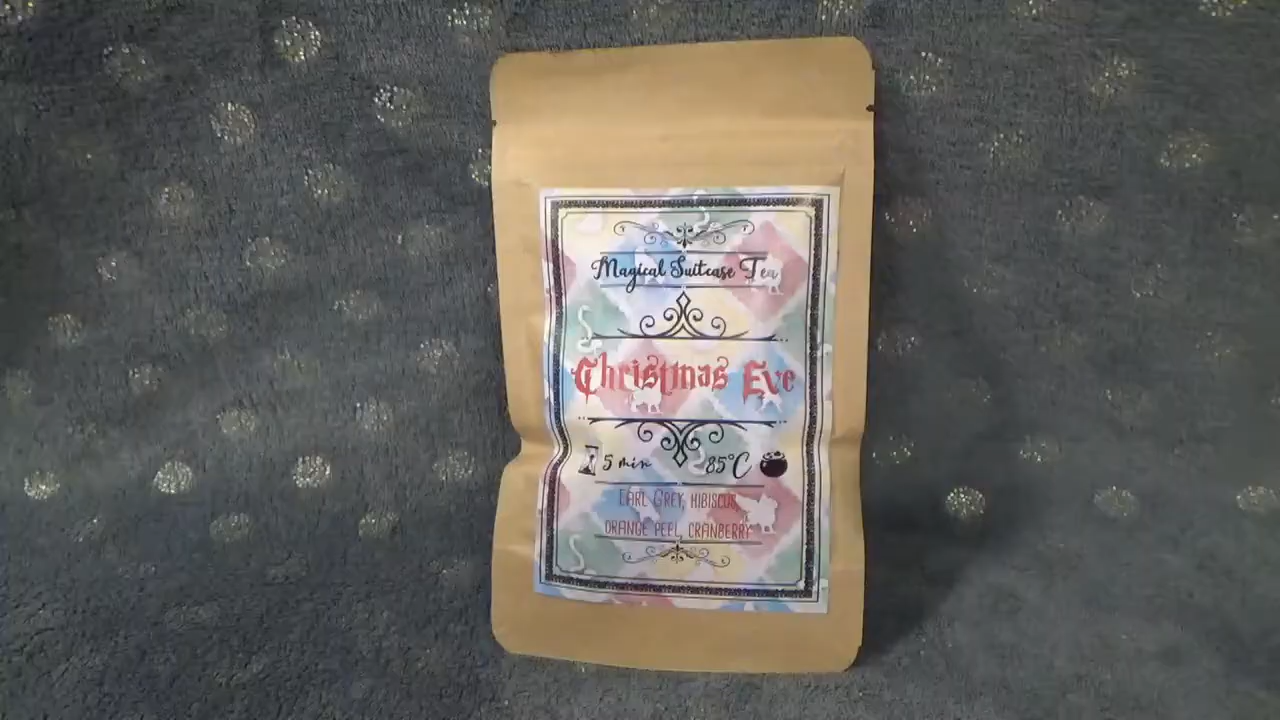 Magical Suitcase Tea
Christmas Eve
5 min 85°C
EARL GREY, HIBISCUS,
ORANGE PEEL, CRANBERRY